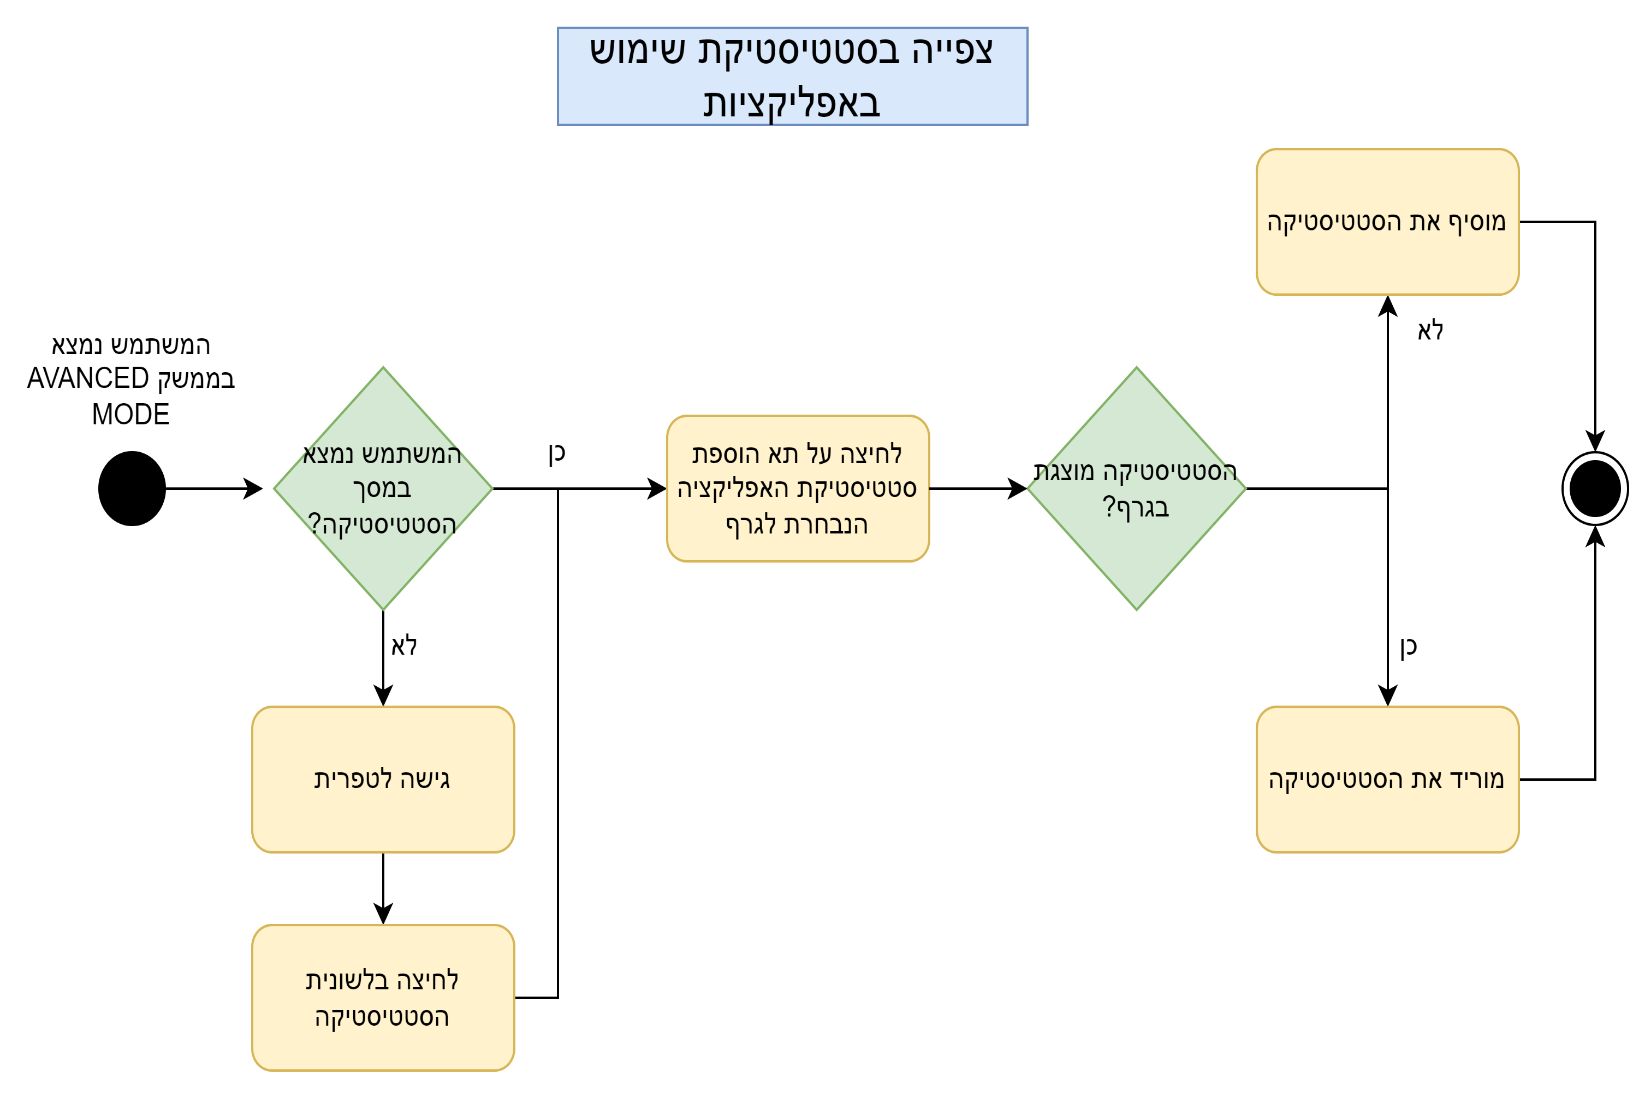 צפייה בסטטיסטיקת שימוש
באפליקציות
המשתמש נמצא
בממשק AVANCED
MODE
המשתמש נמצא
במסך
הסטטיסטיקה?
כן
לא
גישה לטפרית
לחיצה בלשונית
הסטטיסטיקה
לחיצה על תא הוספת
סטטיסטיקת האפליקציה
הנבחרת לגרף
הסטטיסטיקה מוצגת
בגרף?
לא
מוסיף את הסטטיסטיקה
כן
מוריד את הסטטיסטיקה